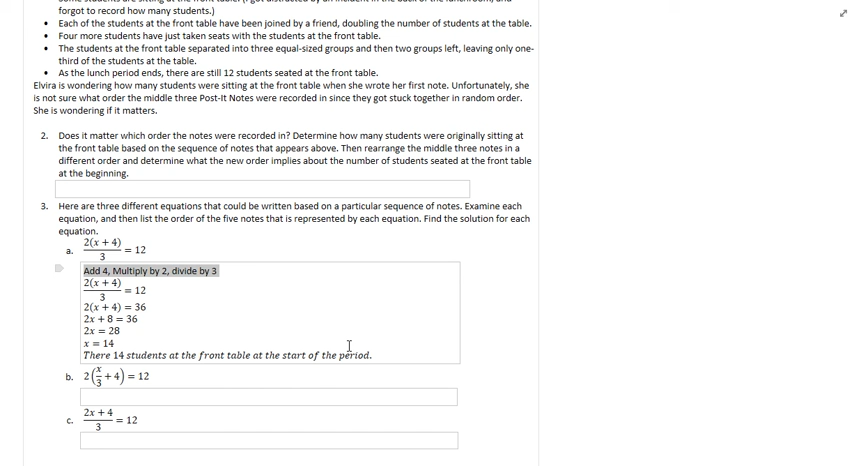 forgot to record how many students.)
• Each of the students at the front table have been joined by a friend, doubling the number of students at the table.
• Four more students have just taken seats with the students at the front table.
• The students at the front table separated into three equal-sized groups and then two groups left, leaving only one-
third of the students at the table.
• As the lunch period ends, there are still 12 students seated at the front table.
Elvira is wondering how many students were sitting at the front table when she wrote her first note. Unfortunately, she
is not sure what order the middle three Post-It Notes were recorded in since they got stuck together in random order.
She is wondering if it matters.
2. Does it matter which order the notes were recorded in? Determine how many students were originally sitting at
the front table based on the sequence of notes that appears above. Then rearrange the middle three notes in a
different order and determine what the new order implies about the number of students seated at the front table
at the beginning.
3. Here are three different equations that could be written based on a particular sequence of notes. Examine each
equation, and then list the order of the five notes that is represented by each equation. Find the solution for each
equation.
a. 2(x + 4)/3 = 12
Add 4, Multiply by 2, divide by 3
2(x + 4)/3 = 12
2(x + 4) = 36
2x + 8 = 36
2x = 28
x = 14
There 14 students at the front table at the start of the period.
b. 2(x/3 + 4) = 12
c. 2x + 4/3 = 12